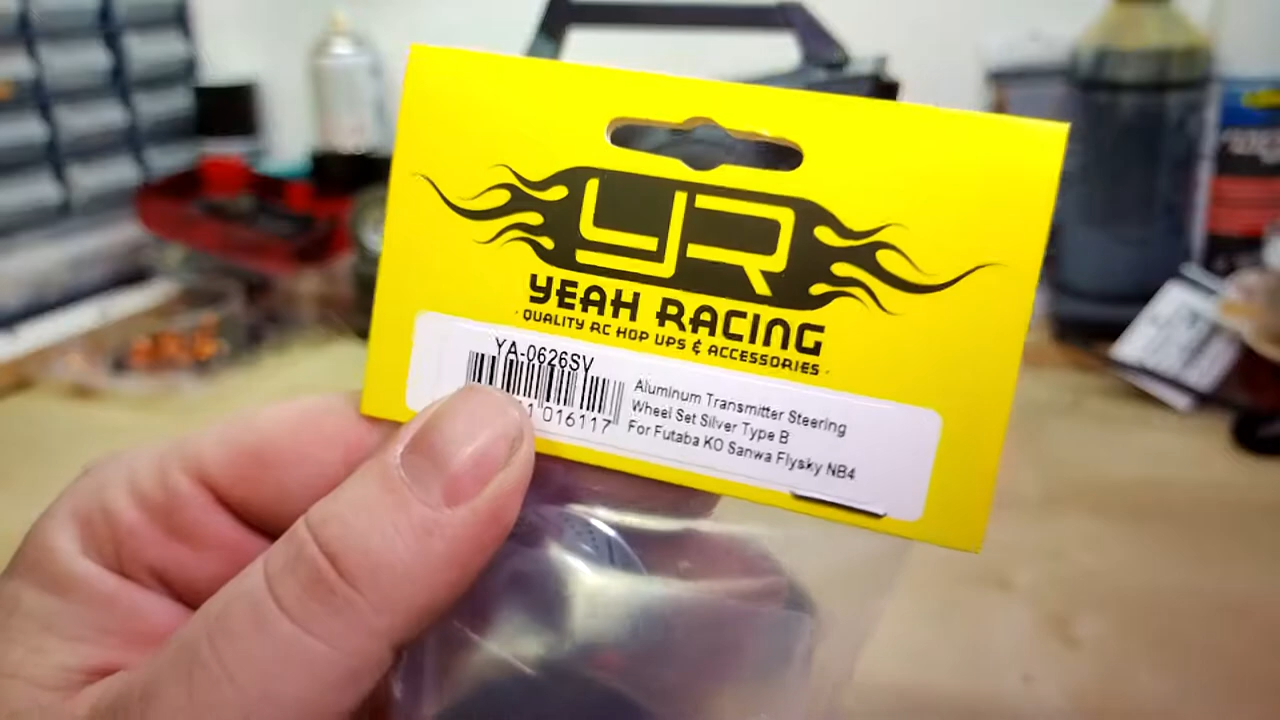 YR
YEAH RACING
· QUALITY RC HOP UPS & ACCESSORIES ·
YA-0626SV
1 016117
Aluminum Transmitter Steering
Wheel Set Silver Type B
For Futaba KO Sanwa Flysky NB4